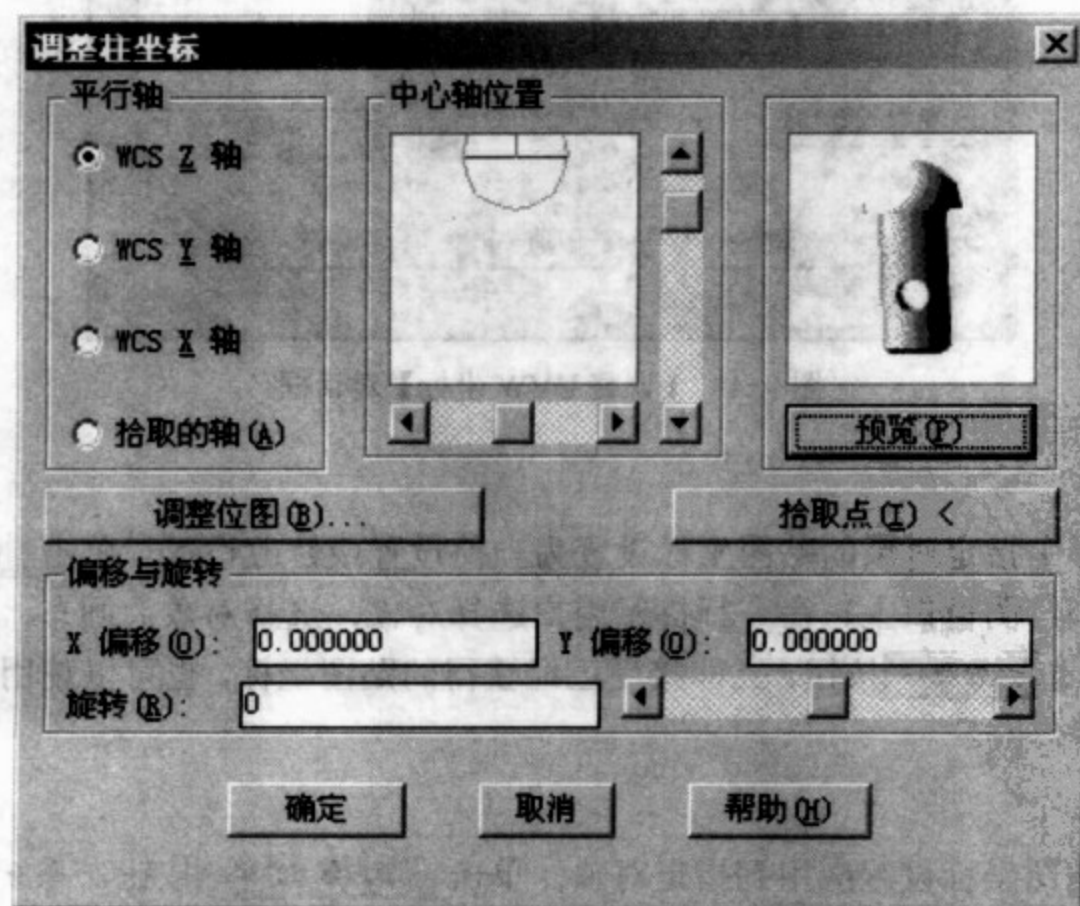 调整柱坐标
平行轴
WCS Z 轴
WCS Y 轴
WCS X 轴
拾取的轴(A)
中心轴位置
预览(P)
调整位图(B)...
拾取点(I) <
偏移与旋转
X 偏移(O): 0.000000
Y 偏移(O): 0.000000
旋转(R): 0
确定
取消
帮助(H)